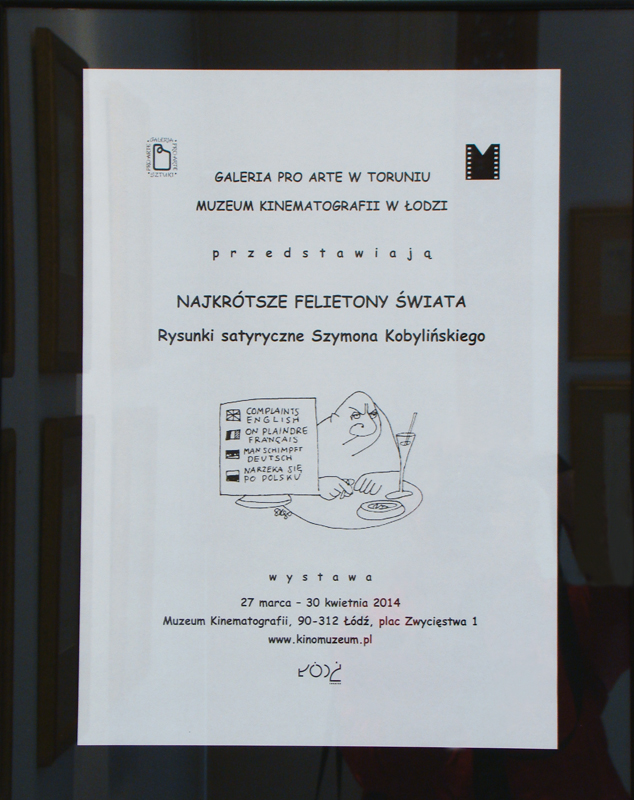 GALERIA PRO ARTE W TORUNIU
MUZEUM KINEMATOGRAFII W ŁODZI
przedstawiają
NAJKRÓTSZE FELIETONY ŚWIATA
Rysunki satyryczne Szymona Kobylińskiego
COMPLAINTS
ENGLISH
ON PLAINDRE
FRANÇAIS
MAN SCHIMPFT
DEUTSCH
NARZEKA SIĘ
PO POLSKU
wystawa
27 marca - 30 kwietnia 2014
Muzeum Kinematografii, 90-312 Łódź, plac Zwycięstwa 1
www.kinomuzeum.pl